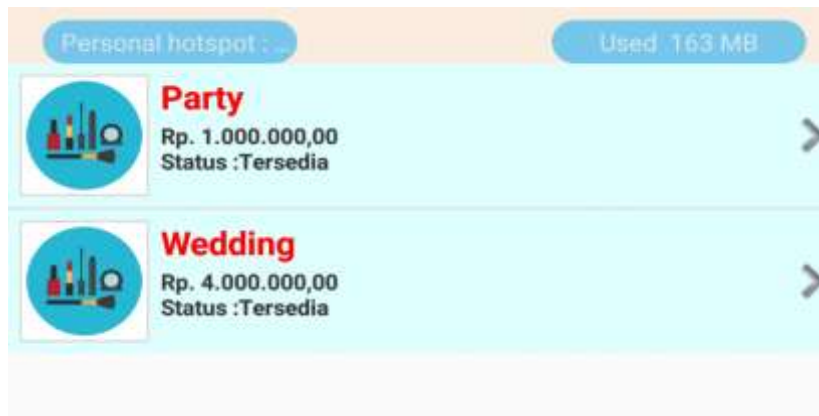 Personal hotspot : ...
Used 163 MB
Party
Rp. 1.000.000,00
Status :Tersedia
Wedding
Rp. 4.000.000,00
Status :Tersedia